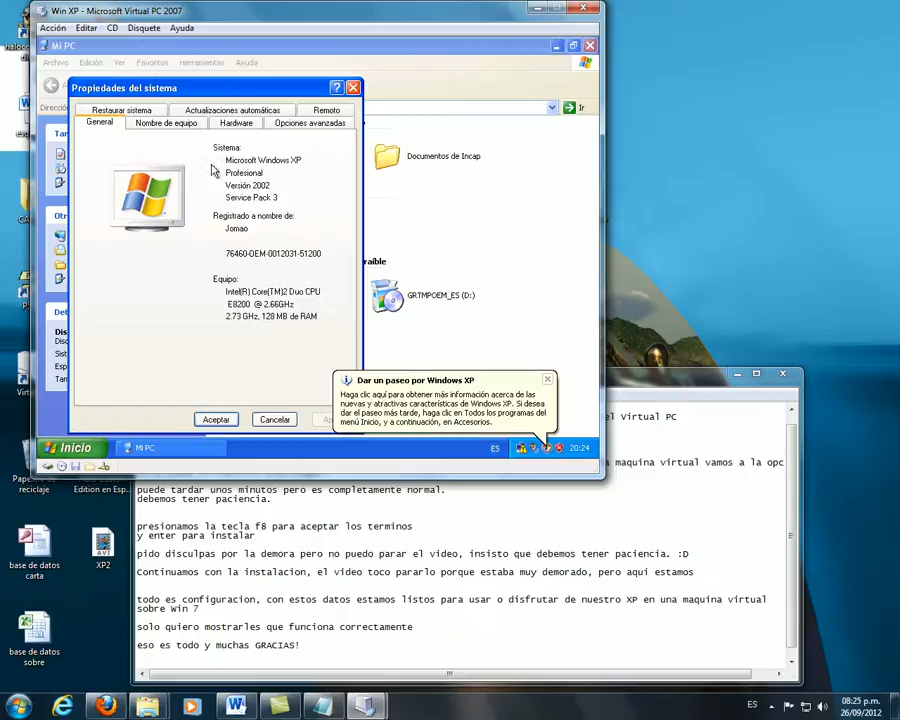 Win XP - Microsoft Virtual PC 2007
Acción Editar CD Disquete Ayuda
Mi PC
Archivo Edición Ver Favoritos Herramientas Ayuda
Ir
Propiedades del sistema
Restaurar sistema Actualizaciones automáticas Remoto
General Nombre de equipo Hardware Opciones avanzadas
Sistema:
Microsoft Windows XP
Profesional
Versión 2002
Service Pack 3
Registrado a nombre de:
Jomao
76460-OEM-0012031-51200
Equipo:
Intel(R) Core(TM)2 Duo CPU
E8200 @ 2.66GHz
2.73 GHz, 128 MB de RAM
Aceptar Cancelar
Documentos de Incap
GRTMPOEM_ES (D:)
Dar un paseo por Windows XP
Haga clic aquí para obtener más información acerca de las
nuevas y atractivas características de Windows XP. Si desea
dar el paseo más tarde, haga clic en Todos los programas del
menú Inicio, y a continuación, en Accesorios.
Inicio Mi PC ES 20:24
el Virtual PC
a maquina virtual vamos a la opc
puede tardar unos minutos pero es completamente normal.
debemos tener paciencia.
presionamos la tecla f8 para aceptar los terminos
y enter para instalar
pido disculpas por la demora pero no puedo parar el video, insisto que debemos tener paciencia. :D
Continuamos con la instalacion, el video toco pararlo porque estaba muy demorado, pero aqui estamos
todo es configuracion, con estos datos estamos listos para usar o disfrutar de nuestro XP en una maquina virtual
sobre Win 7
solo quiero mostrarles que funciona correctamente
eso es todo y muchas GRACIAS!
reciclaje
Edition en Esp...
base de datos
carta
XP2
base de datos
sobre
ES
08:25 p.m.
26/09/2012